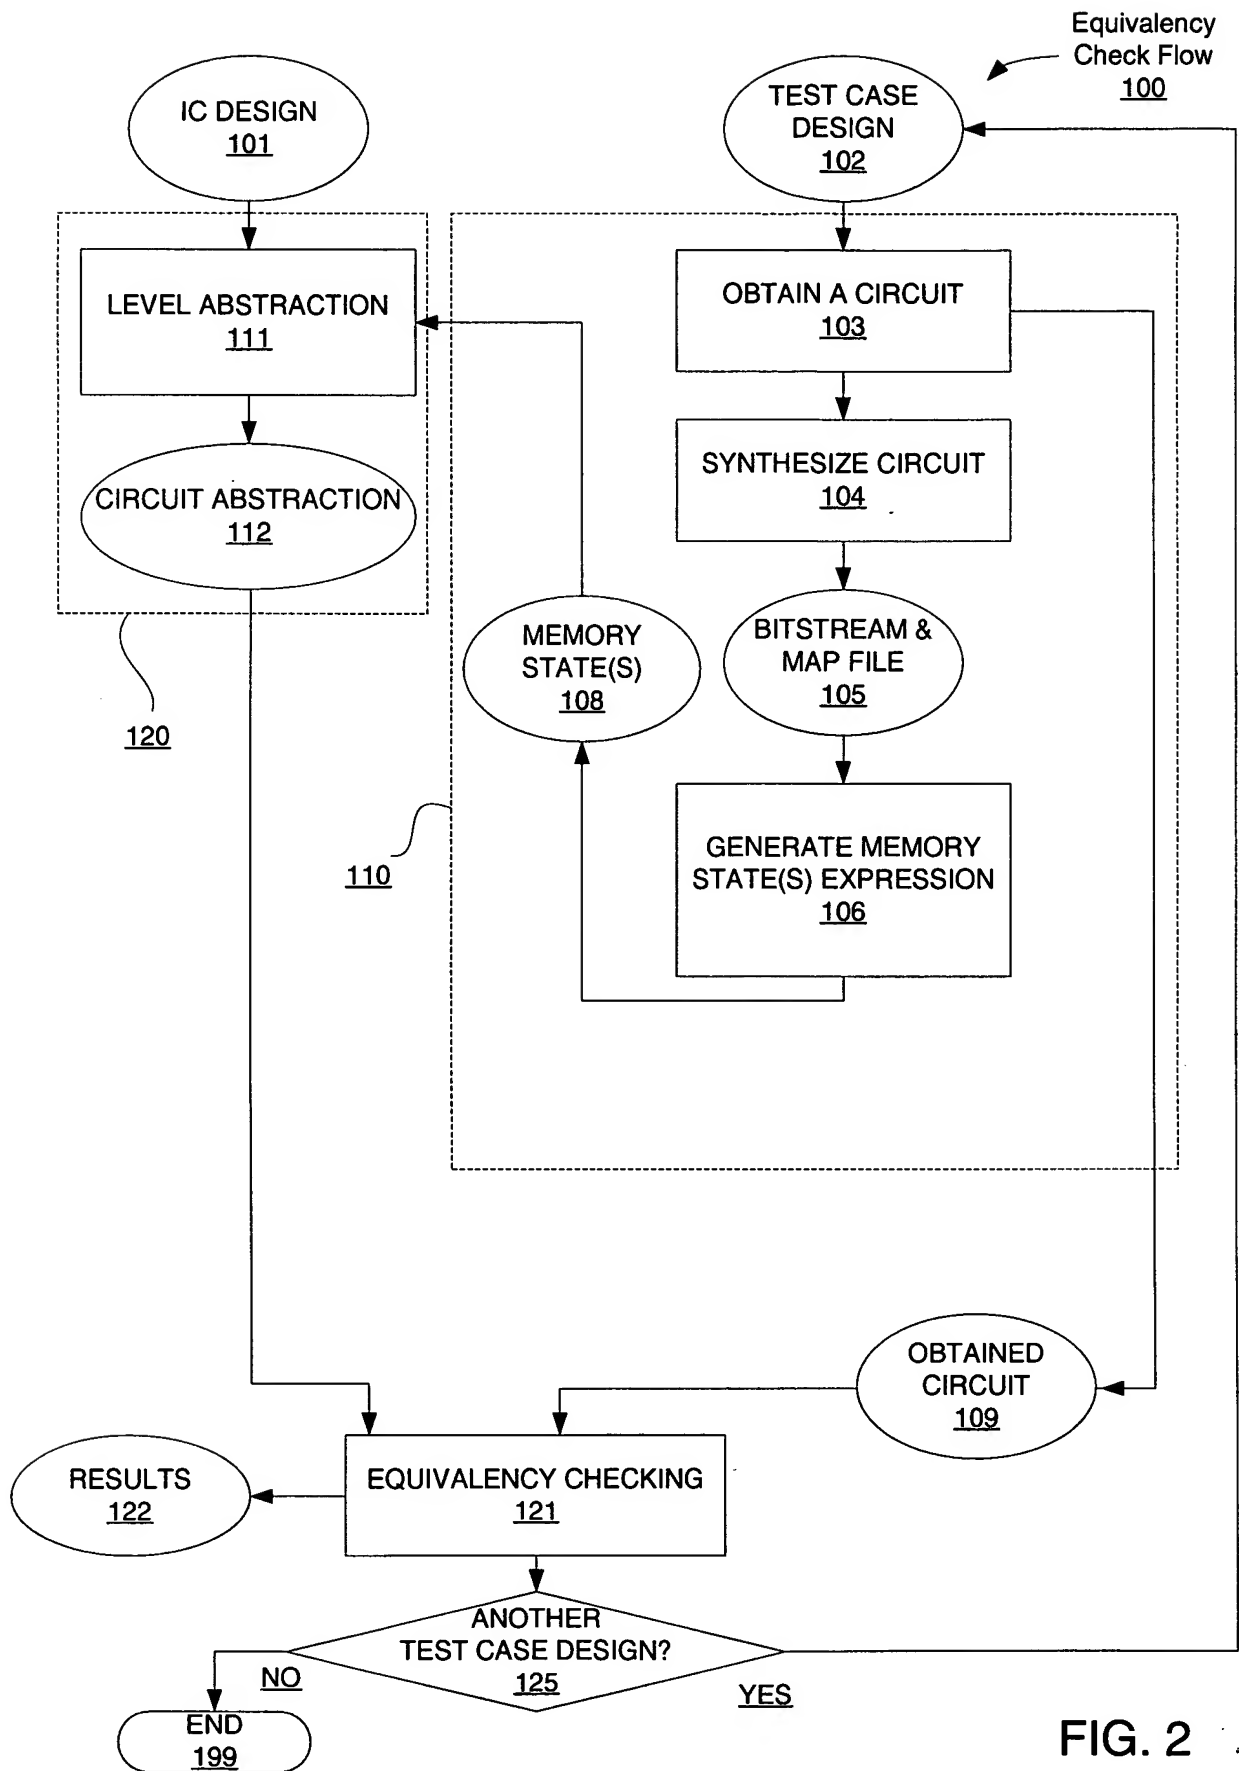 Equivalency
Check Flow
100
IC DESIGN
101
TEST CASE
DESIGN
102
LEVEL ABSTRACTION
111
OBTAIN A CIRCUIT
103
SYNTHESIZE CIRCUIT
104
CIRCUIT ABSTRACTION
112
MEMORY
STATE(S)
108
BITSTREAM &
MAP FILE
105
120
110
GENERATE MEMORY
STATE(S) EXPRESSION
106
OBTAINED
CIRCUIT
109
RESULTS
122
EQUIVALENCY CHECKING
121
ANOTHER
TEST CASE DESIGN?
125
NO
YES
END
199
FIG. 2